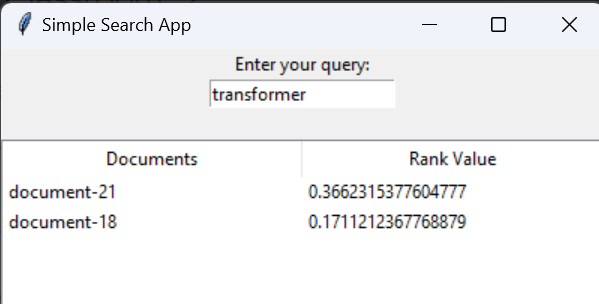 Simple Search App
Enter your query:
transformer
Documents Rank Value
document-21 0.3662315377604777
document-18 0.1711212367768879